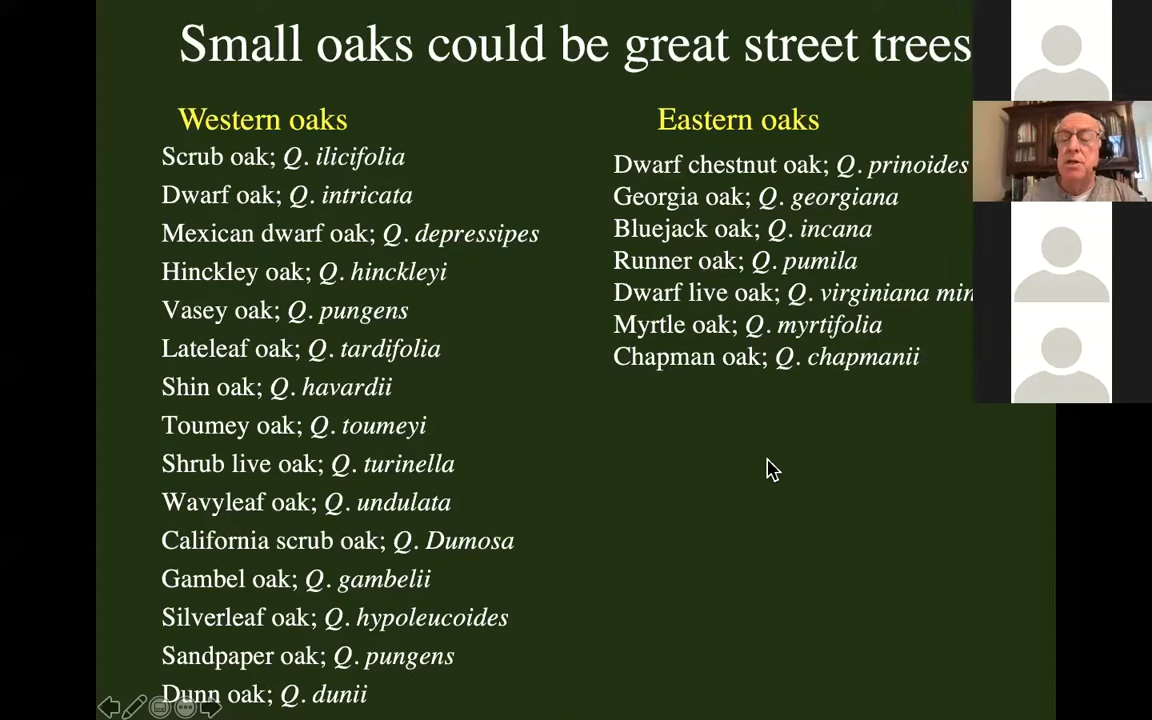 Small oaks could be great street trees
Western oaks
Scrub oak; Q. ilicifolia
Dwarf oak; Q. intricata
Mexican dwarf oak; Q. depressipes
Hinckley oak; Q. hinckleyi
Vasey oak; Q. pungens
Lateleaf oak; Q. tardifolia
Shin oak; Q. havardii
Toumey oak; Q. toumeyi
Shrub live oak; Q. turinella
Wavyleaf oak; Q. undulata
California scrub oak; Q. Dumosa
Gambel oak; Q. gambelii
Silverleaf oak; Q. hypoleucoides
Sandpaper oak; Q. pungens
Dunn oak; Q. dunii
Eastern oaks
Dwarf chestnut oak; Q. prinoides
Georgia oak; Q. georgiana
Bluejack oak; Q. incana
Runner oak; Q. pumila
Dwarf live oak; Q. virginiana min
Myrtle oak; Q. myrtifolia
Chapman oak; Q. chapmanii